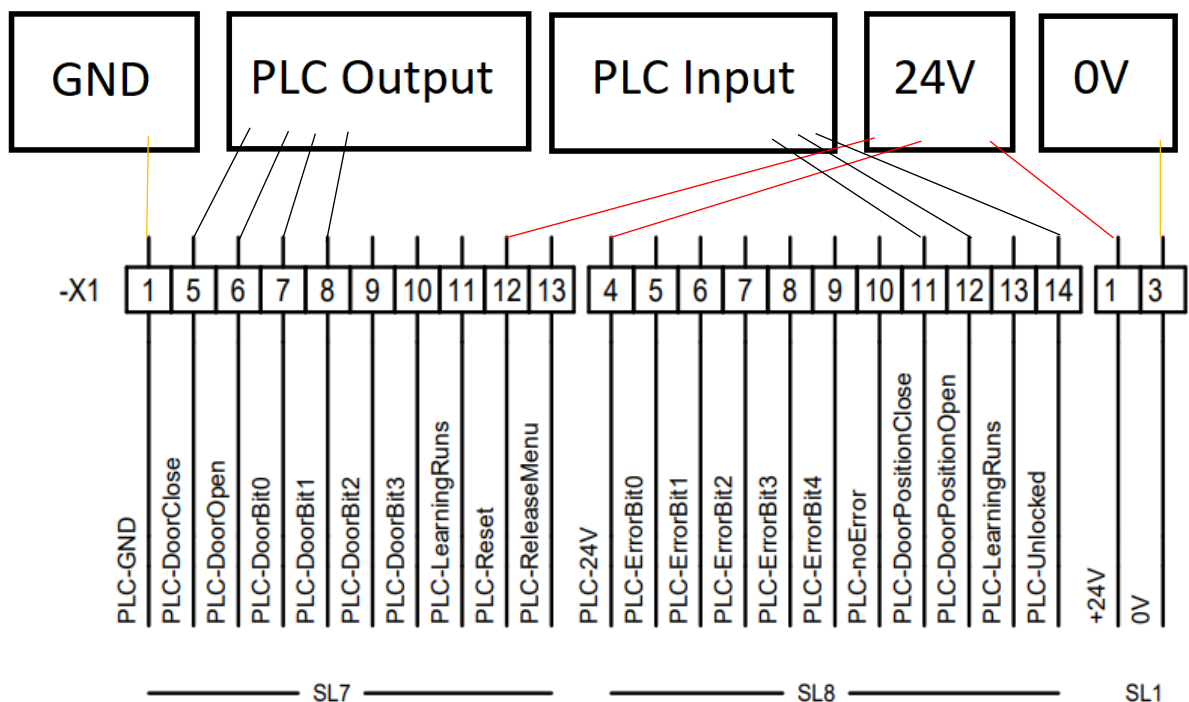 GND PLC Output PLC Input 24V 0V
-X1 1 5 6 7 8 9 10 11 12 13 4 5 6 7 8 9 10 11 12 13 14 1 3
PLC-GND
PLC-DoorClose
PLC-DoorOpen
PLC-DoorBit0
PLC-DoorBit1
PLC-DoorBit2
PLC-DoorBit3
PLC-LearningRuns
PLC-Reset
PLC-ReleaseMenu
PLC-24V
PLC-ErrorBit0
PLC-ErrorBit1
PLC-ErrorBit2
PLC-ErrorBit3
PLC-ErrorBit4
PLC-noError
PLC-DoorPositionClose
PLC-DoorPositionOpen
PLC-LearningRuns
PLC-Unlocked
+24V
0V
SL7 SL8 SL1